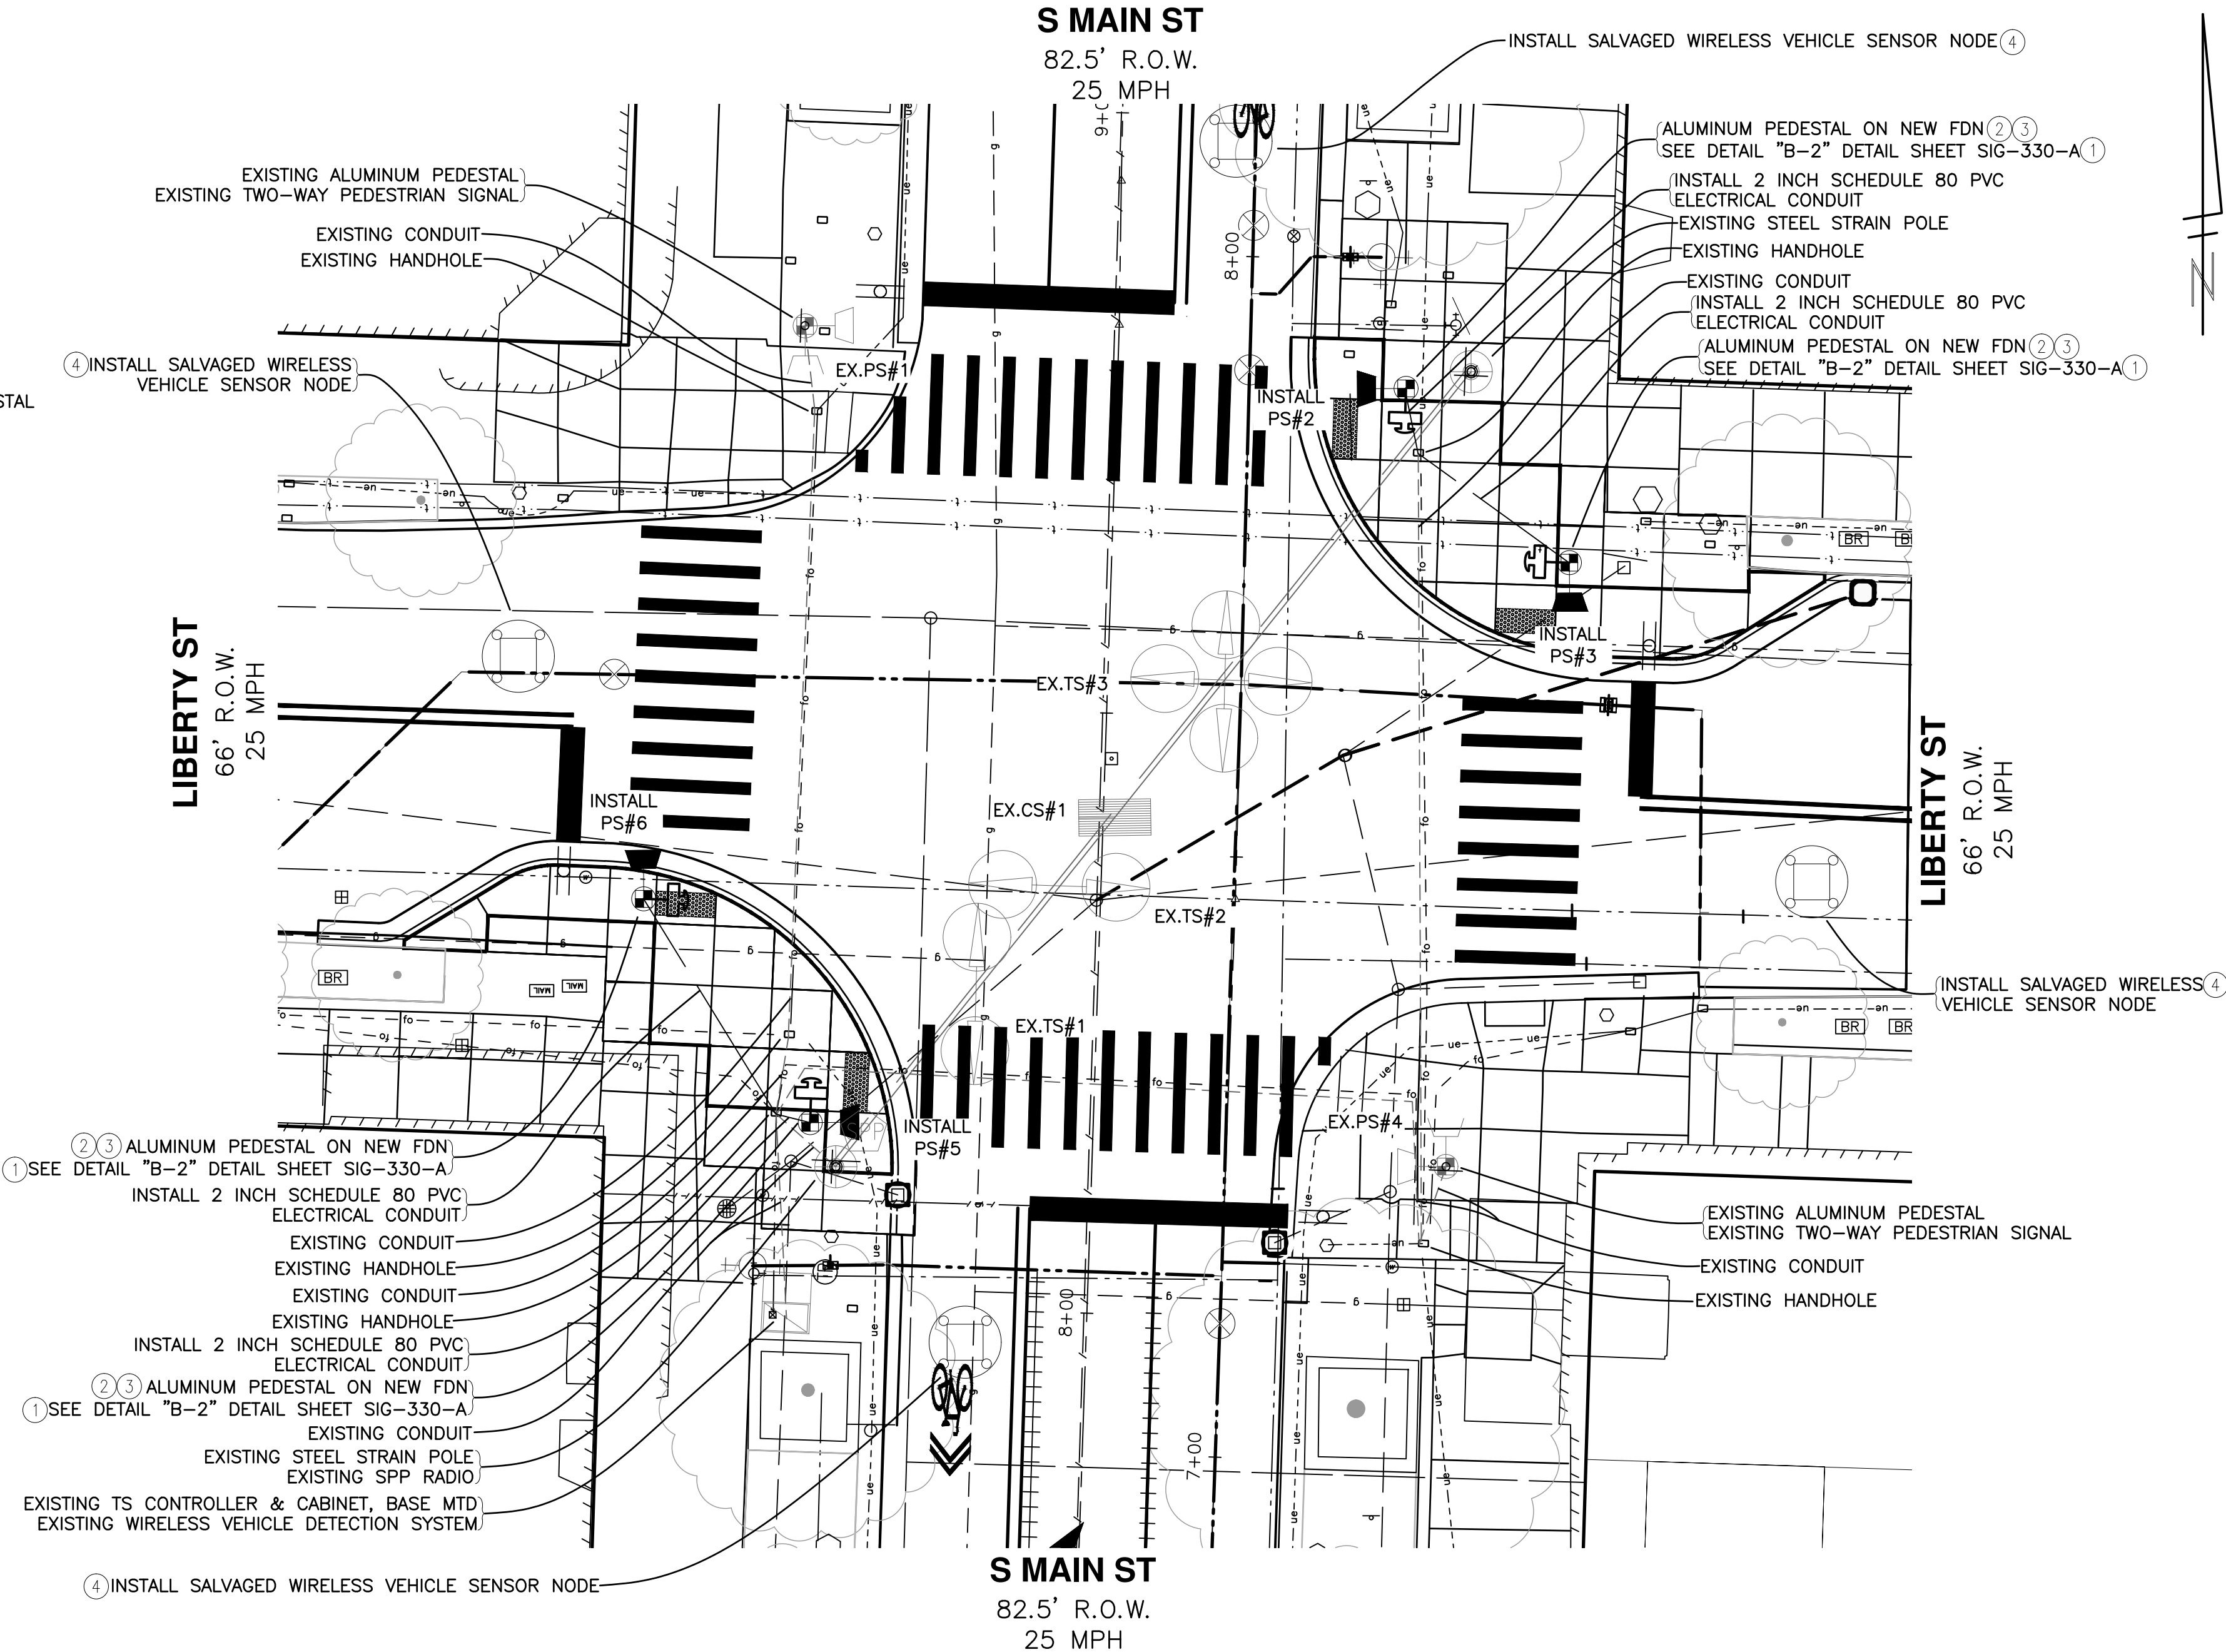 S MAIN ST
82.5' R.O.W.
25 MPH
INSTALL SALVAGED WIRELESS VEHICLE SENSOR NODE 4
EXISTING ALUMINUM PEDESTAL
EXISTING TWO-WAY PEDESTRIAN SIGNAL
EXISTING CONDUIT
EXISTING HANDHOLE
4 INSTALL SALVAGED WIRELESS
VEHICLE SENSOR NODE
STAL
ALUMINUM PEDESTAL ON NEW FDN 2 3
SEE DETAIL "B-2" DETAIL SHEET SIG-330-A 1
INSTALL 2 INCH SCHEDULE 80 PVC
ELECTRICAL CONDUIT
EXISTING STEEL STRAIN POLE
EXISTING HANDHOLE
EXISTING CONDUIT
INSTALL 2 INCH SCHEDULE 80 PVC
ELECTRICAL CONDUIT
ALUMINUM PEDESTAL ON NEW FDN 2 3
SEE DETAIL "B-2" DETAIL SHEET SIG-330-A 1
N
8+00
EX.PS#1
INSTALL
PS#2
INSTALL
PS#3
EX.TS#3
LIBERTY ST
66' R.O.W.
25 MPH
INSTALL
PS#6
EX.CS#1
EX.TS#2
EX.TS#1
LIBERTY ST
66' R.O.W.
25 MPH
BR
BR
MAIL
MAIL
BR
BR
INSTALL SALVAGED WIRELESS 4
VEHICLE SENSOR NODE
SPP
INSTALL
PS#5
EX.PS#4
2 3 ALUMINUM PEDESTAL ON NEW FDN
1 SEE DETAIL "B-2" DETAIL SHEET SIG-330-A
INSTALL 2 INCH SCHEDULE 80 PVC
ELECTRICAL CONDUIT
EXISTING CONDUIT
EXISTING HANDHOLE
EXISTING CONDUIT
EXISTING HANDHOLE
INSTALL 2 INCH SCHEDULE 80 PVC
ELECTRICAL CONDUIT
2 3 ALUMINUM PEDESTAL ON NEW FDN
1 SEE DETAIL "B-2" DETAIL SHEET SIG-330-A
EXISTING CONDUIT
EXISTING STEEL STRAIN POLE
EXISTING SPP RADIO
EXISTING TS CONTROLLER & CABINET, BASE MTD
EXISTING WIRELESS VEHICLE DETECTION SYSTEM
4 INSTALL SALVAGED WIRELESS VEHICLE SENSOR NODE
EXISTING ALUMINUM PEDESTAL
EXISTING TWO-WAY PEDESTRIAN SIGNAL
EXISTING CONDUIT
EXISTING HANDHOLE
8+00
7+00
S MAIN ST
82.5' R.O.W.
25 MPH